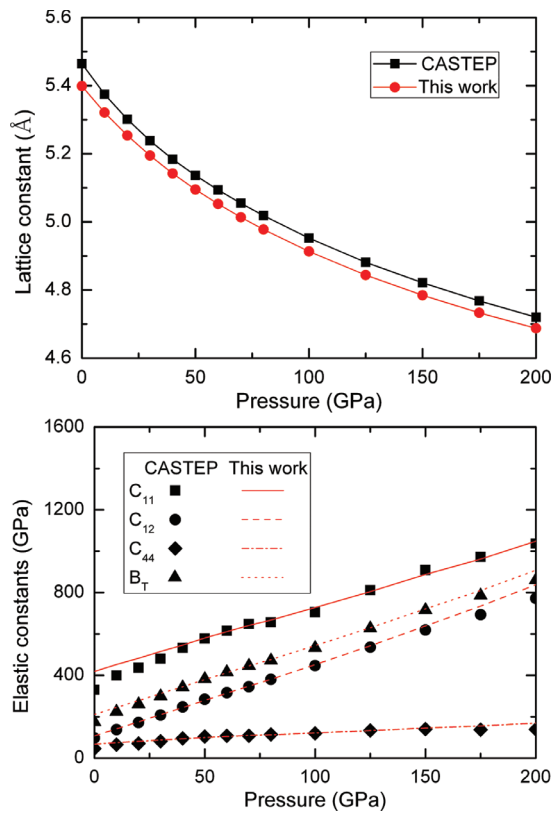 5.6
5.4
5.2
5.0
4.8
4.6
Lattice constant (Å)
CASTEP
This work
0 50 100 150 200
Pressure (GPa)
1600
1200
800
400
0
Elastic constants (GPa)
CASTEP This work
C₁₁
C₁₂
C₄₄
B_T
0 50 100 150 200
Pressure (GPa)